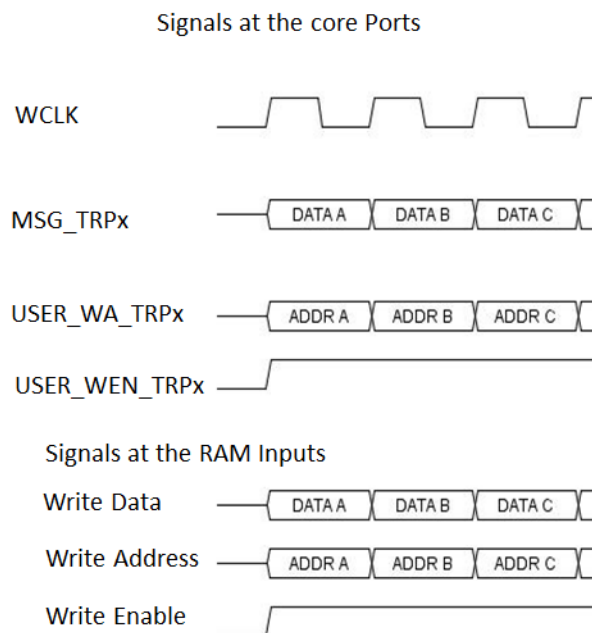 Signals at the core Ports
WCLK
MSG_TRPx DATA A DATA B DATA C
USER_WA_TRPx ADDR A ADDR B ADDR C
USER_WEN_TRPx
Signals at the RAM Inputs
Write Data DATA A DATA B DATA C
Write Address ADDR A ADDR B ADDR C
Write Enable